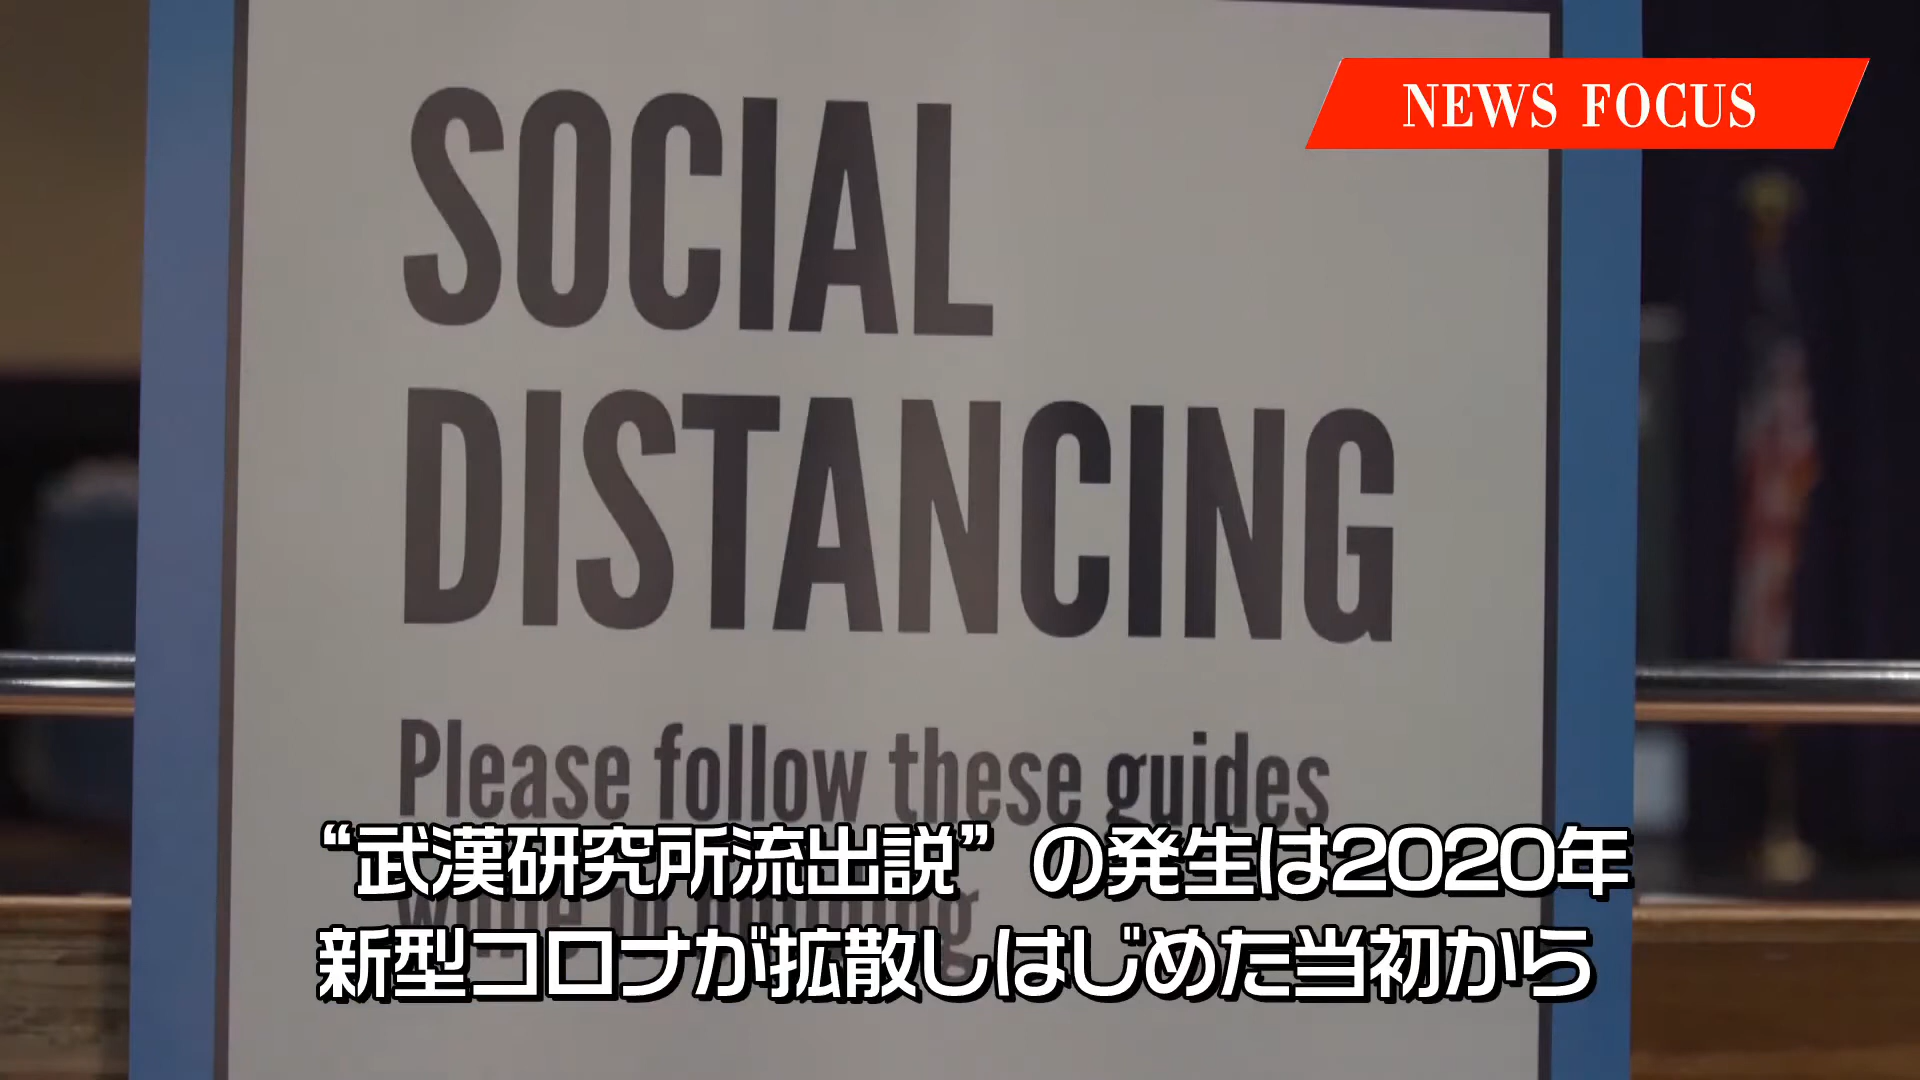 NEWS FOCUS
SOCIAL
DISTANCING
Please follow these guides
while in
“武漢研究所流出説”の発生は2020年
新型コロナが拡散しはじめた当初から